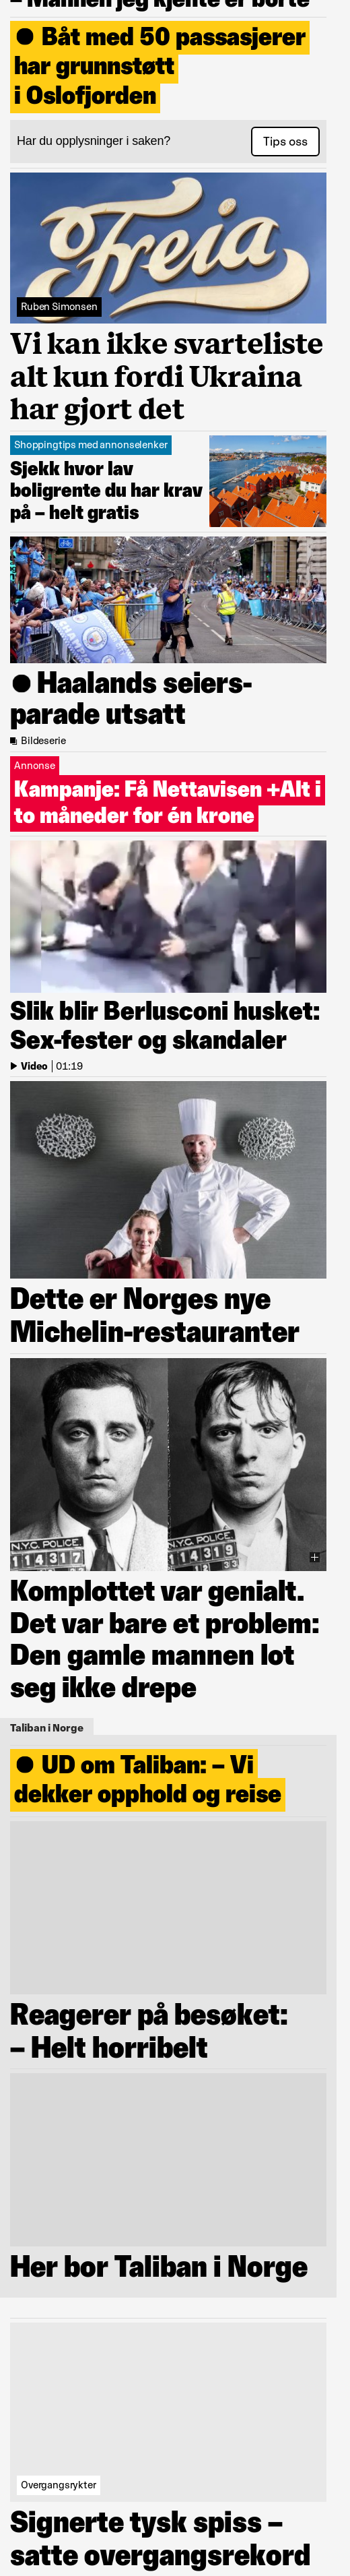 – Mannen jeg kjente er borte
Båt med 50 passasjerer
har grunnstøtt
i Oslofjorden
Har du opplysninger i saken?
Tips oss
Freia
Ruben Simonsen
Vi kan ikke svarteliste
alt kun fordi Ukraina
har gjort det
Shoppingtips med annonselenker
Sjekk hvor lav
boligrente du har krav
på – helt gratis
Haalands seiers-
parade utsatt
Bildeserie
Annonse
Kampanje: Få Nettavisen +Alt i
to måneder for én krone
Slik blir Berlusconi husket:
Sex-fester og skandaler
Video | 01:19
Dette er Norges nye
Michelin-restauranter
N.Y.C. POLICE
114317
N.Y.C. POLICE
114319
33
Komplottet var genialt.
Det var bare et problem:
Den gamle mannen lot
seg ikke drepe
Taliban i Norge
UD om Taliban: – Vi
dekker opphold og reise
Reagerer på besøket:
– Helt horribelt
Her bor Taliban i Norge
Overgangsrykter
Signerte tysk spiss –
satte overgangsrekord